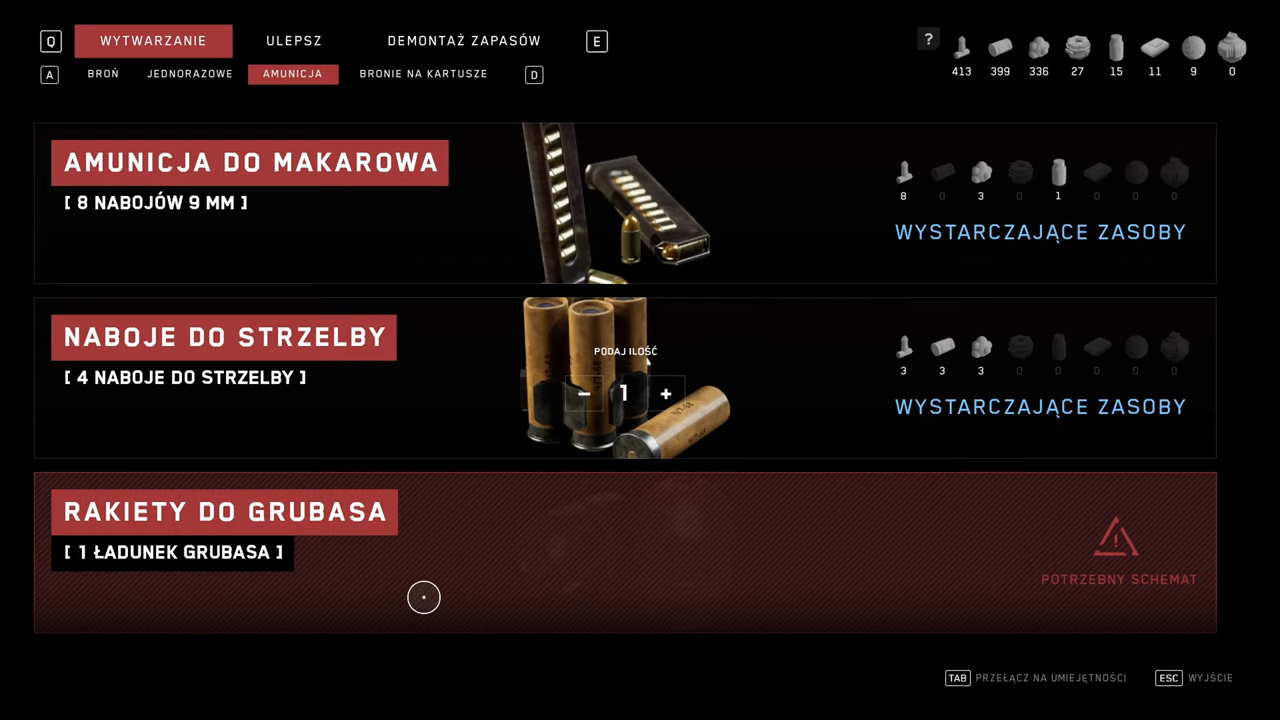 Q WYTWARZANIE ULEPSZ DEMONTAŻ ZAPASÓW E ?
413 399 336 27 15 11 9 0
A BROŃ JEDNORAZOWE AMUNICJA BRONIE NA KARTUSZE D
AMUNICJA DO MAKAROWA
[ 8 NABOJÓW 9 MM ]
8 0 3 0 1 0 0 0
WYSTARCZAJĄCE ZASOBY
NABOJE DO STRZELBY
[ 4 NABOJE DO STRZELBY ]
PODAJ ILOŚĆ
− 1 +
3 3 3 0 0 0 0 0
WYSTARCZAJĄCE ZASOBY
RAKIETY DO GRUBASA
[ 1 ŁADUNEK GRUBASA ]
!
POTRZEBNY SCHEMAT
TAB PRZEŁĄCZ NA UMIEJĘTNOŚCI ESC WYJŚCIE